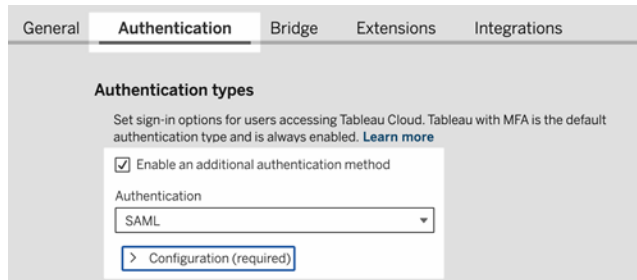 General Authentication Bridge Extensions Integrations
Authentication types
Set sign-in options for users accessing Tableau Cloud. Tableau with MFA is the default
authentication type and is always enabled. Learn more
Enable an additional authentication method
Authentication
SAML
Configuration (required)